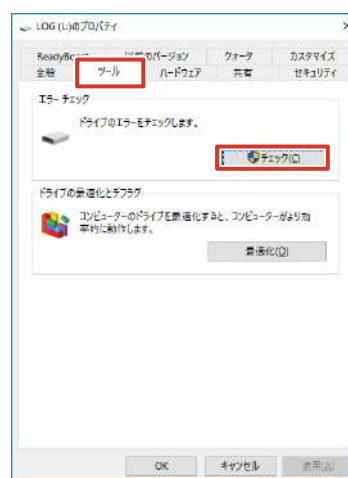 LOG (L:)のプロパティ
ReadyBoost 以前のバージョン クォータ カスタマイズ
全般 ツール ハードウェア 共有 セキュリティ
エラー チェック
ドライブのエラーをチェックします。
チェック(C)
ドライブの最適化とデフラグ
コンピューターのドライブを最適化すると、コンピューターがより効
率的に動作します。
最適化(O)
OK キャンセル 適用(A)